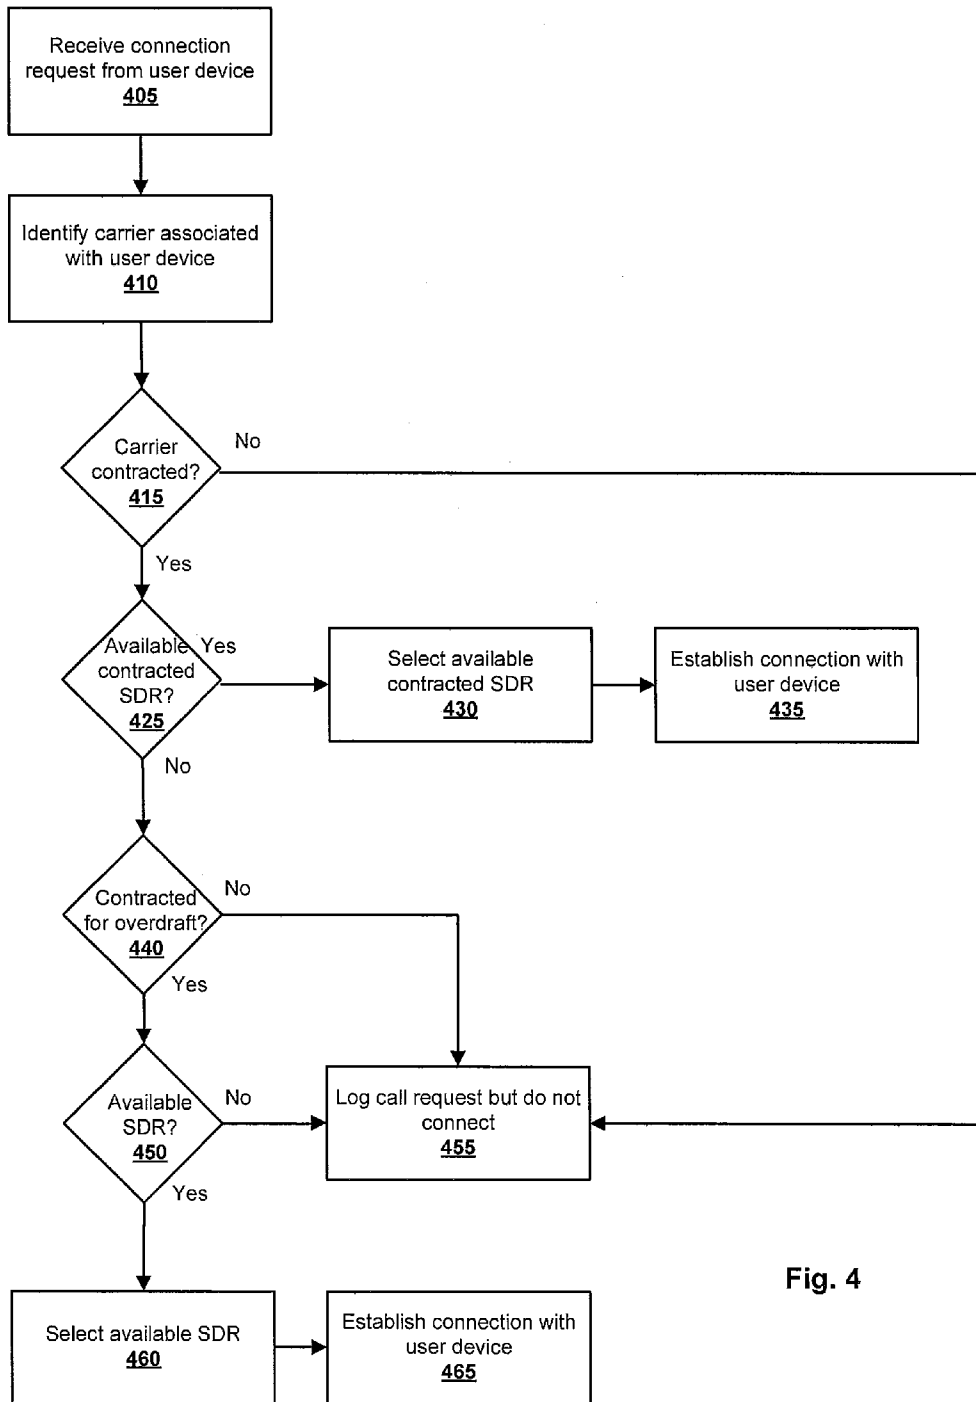 Receive connection
request from user device
405
Identify carrier associated
with user device
410
Carrier
contracted?
415
No
Yes
Available
contracted
SDR?
425
Yes
Select available
contracted SDR
430
Establish connection with
user device
435
No
Contracted
for overdraft?
440
No
Yes
Available
SDR?
450
No
Log call request but do not
connect
455
Yes
Fig. 4
Select available SDR
460
Establish connection with
user device
465